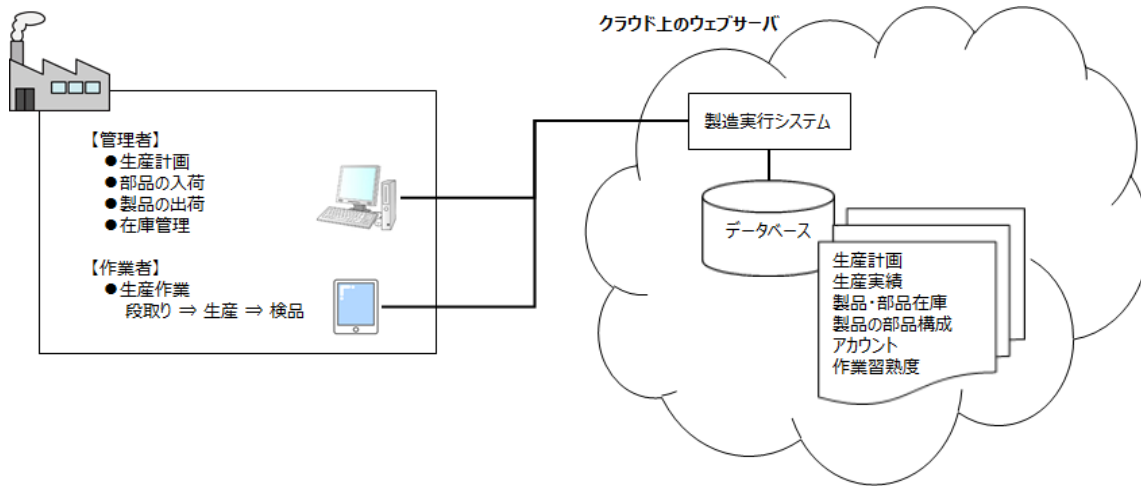 クラウド上のウェブサーバ
製造実行システム
【管理者】
●生産計画
●部品の入荷
●製品の出荷
●在庫管理
【作業者】
●生産作業
段取り ⇒ 生産 ⇒ 検品
データベース
生産計画
生産実績
製品・部品在庫
製品の部品構成
アカウント
作業習熟度